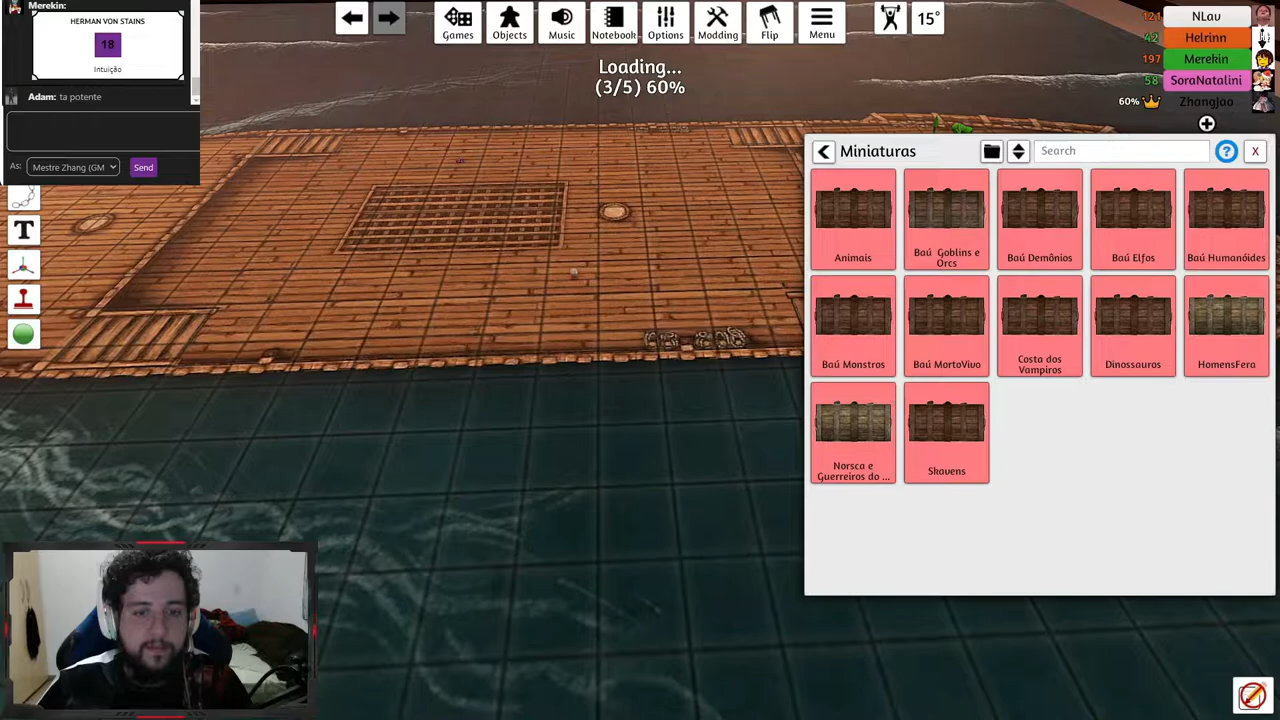 Merekin:
HERMAN VON STAINS
18
Intuição
Adam: ta potente
As: Mestre Zhang (GM
Send
Games
Objects
Music
Notebook
Options
Modding
Flip
Menu
15°
Loading...
(3/5) 60%
121 NLav
42 Helrinn
197 Merekin
58 SoraNatalini
60% ZhangJao
T
Miniaturas
Search
?
X
Animais
Baú Goblins e
Orcs
Baú Demônios
Baú Elfos
Baú Humanóides
Baú Monstros
Baú MortoVivo
Costa dos
Vampiros
Dinossauros
HomensFera
Norsca e
Guerreiros do ...
Skavens